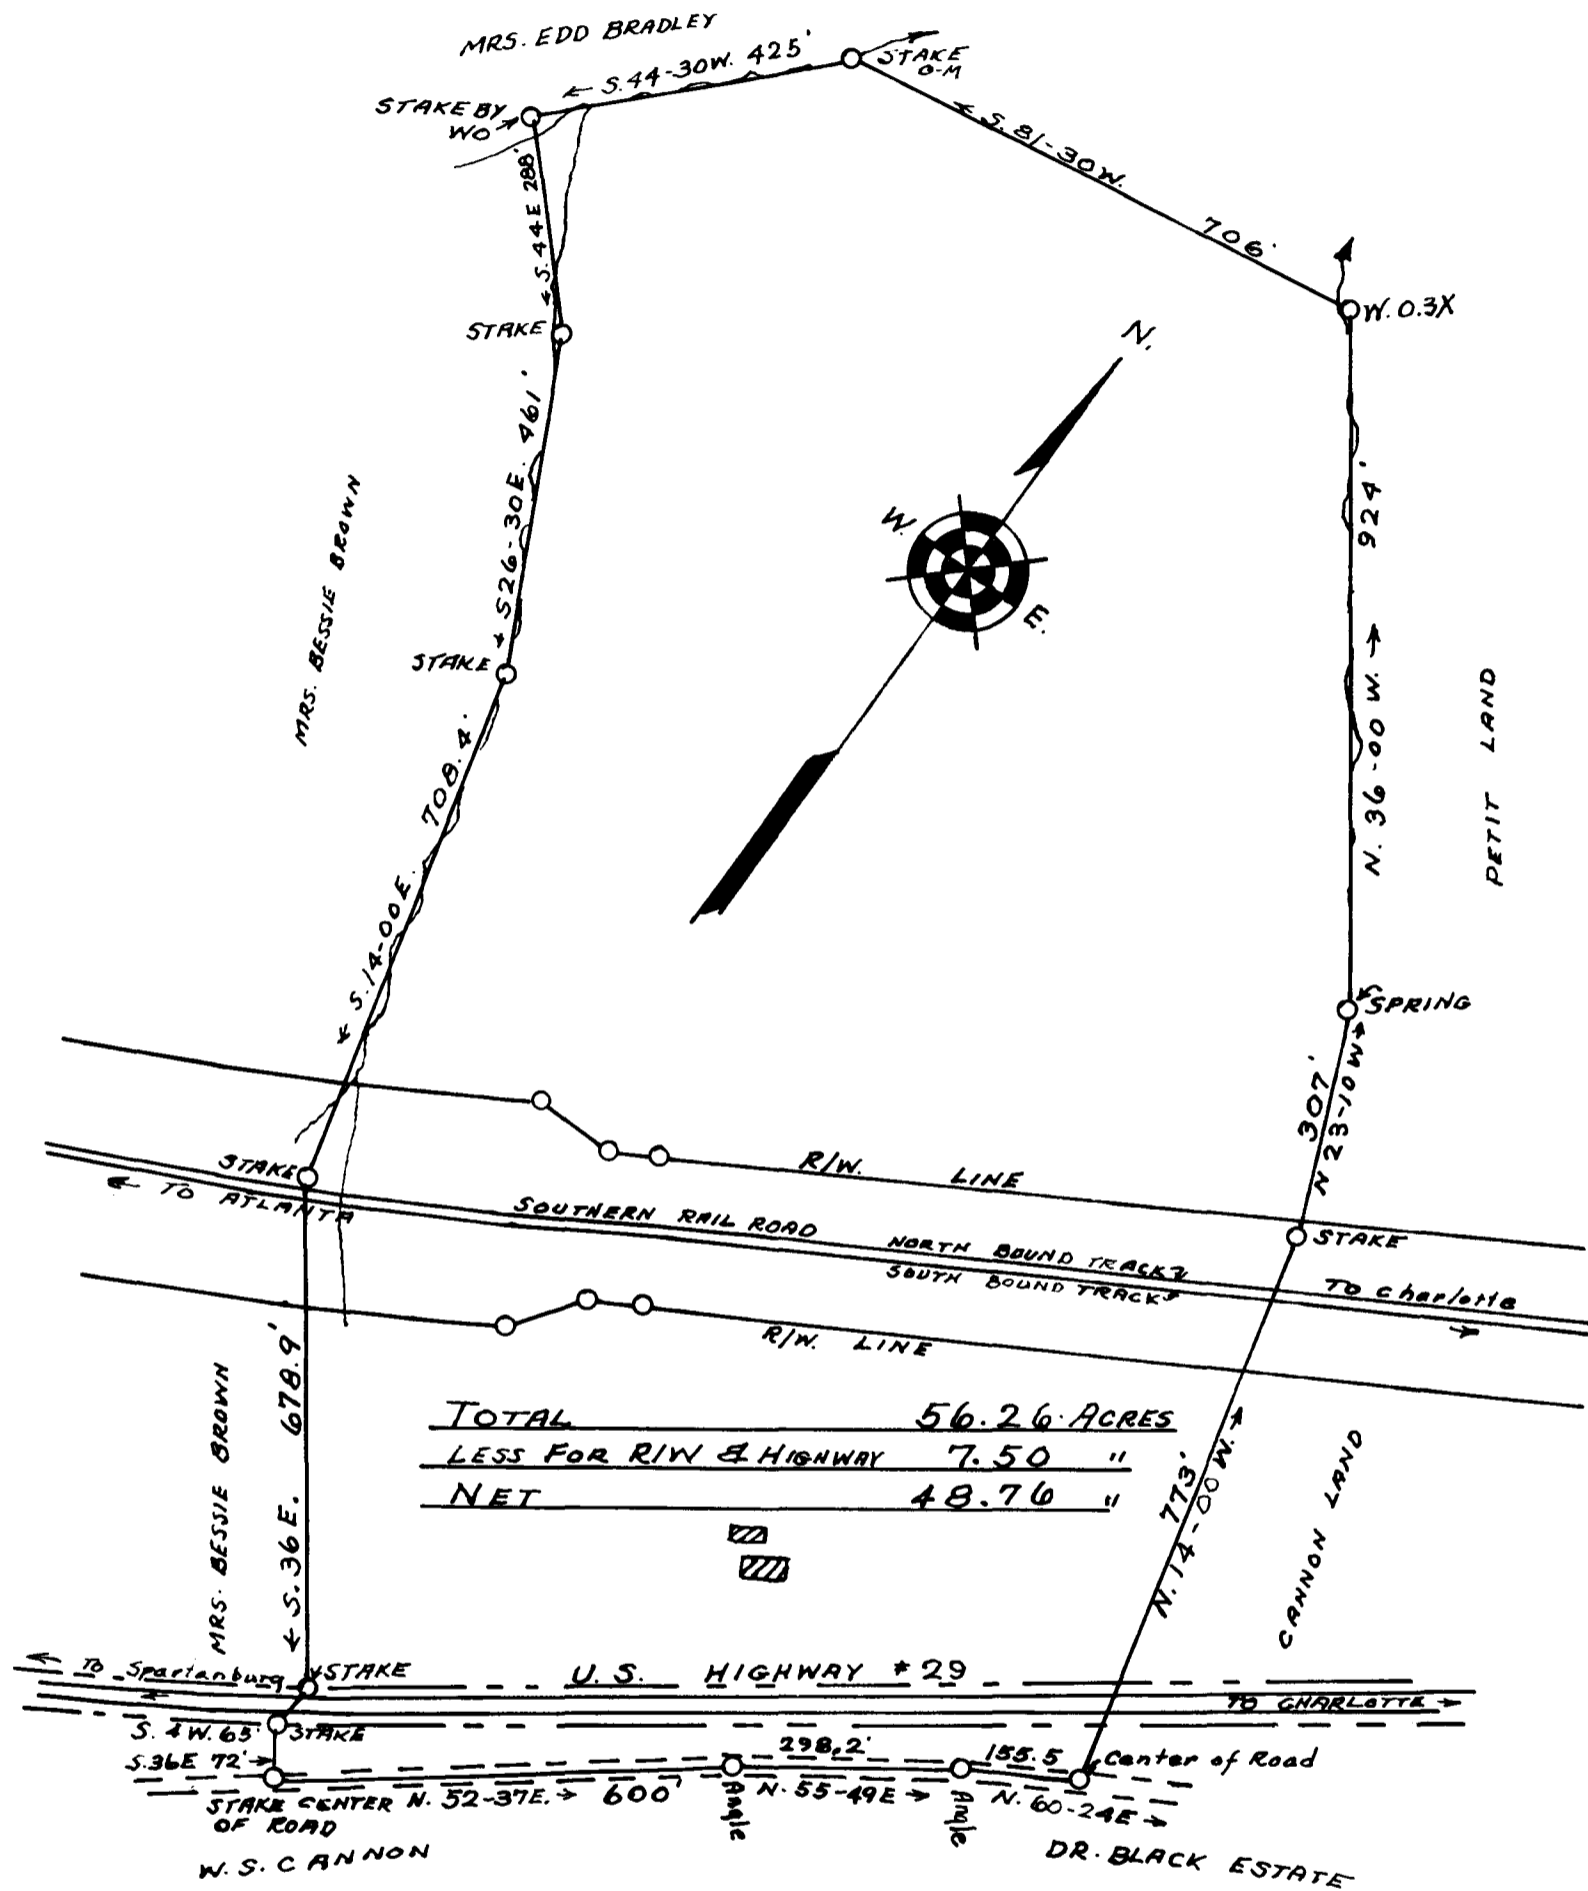 MRS. EDD BRADLEY
S. 44-30W. 425'
STAKE
O-M
STAKE BY
WO
S. 81-30W.
706'
S. 44E 288'
W. O. 3X
STAKE
N.
W.
E.
S26-30E. 461'
924'
N. 36-00 W.
MRS. BESSIE BROWN
STAKE
PETIT LAND
708.4'
S. 14-00E.
SPRING
307'
N 23-10W
STAKE
TO ATLANTA
R/W. LINE
SOUTHERN RAIL ROAD
NORTH BOUND TRACK
SOUTH BOUND TRACK
STAKE
TO Charlotte
R/W. LINE
678.9'
S. 36E.
MRS. BESSIE BROWN
TOTAL 56.26 ACRES
LESS FOR R/W & HIGHWAY 7.50 "
NET 48.76 "
773'
N. 14-00 W.
CANNON LAND
TO Spartanburg
STAKE
U.S. HIGHWAY #29
TO CHARLOTTE
S. 4 W. 65'
STAKE
S. 36E 72'
298.2'
155.5
Center of Road
STAKE CENTER
OF ROAD
N. 52-37E. 600'
Angle
N. 55-49E
Angle
N. 60-24E
W. S. CANNON
DR. BLACK ESTATE